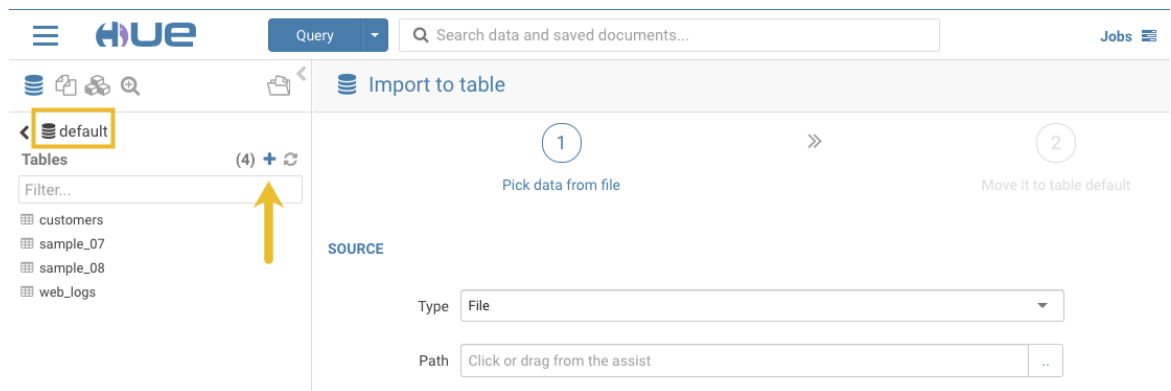 HUE
Query
Search data and saved documents...
Jobs
Import to table
default
Tables (4)
Filter...
customers
sample_07
sample_08
web_logs
1
Pick data from file
2
Move it to table default
SOURCE
Type File
Path Click or drag from the assist ..